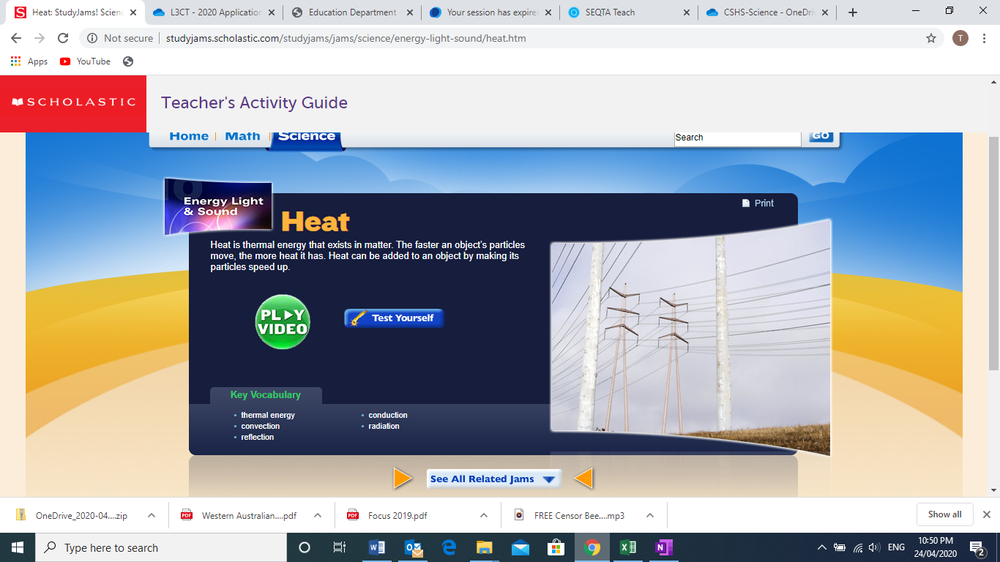 Heat: StudyJams! Scienc
L3CT - 2020 Application
Education Department
Your session has expired
SEQTA Teach
CSHS-Science - OneDriv
Not secure
studyjams.scholastic.com/studyjams/jams/science/energy-light-sound/heat.htm
T
Apps
YouTube
SCHOLASTIC
Teacher's Activity Guide
Home
Math
Science
Search
GO
Energy Light
& Sound
Print
Heat
Heat is thermal energy that exists in matter. The faster an object's particles
move, the more heat it has. Heat can be added to an object by making its
particles speed up.
PLAY
VIDEO
Test Yourself
Key Vocabulary
thermal energy
convection
reflection
conduction
radiation
See All Related Jams
OneDrive_2020-04....zip
Western Australian....pdf
Focus 2019.pdf
FREE Censor Bee....mp3
Show all
Type here to search
ENG
10:50 PM
24/04/2020
2